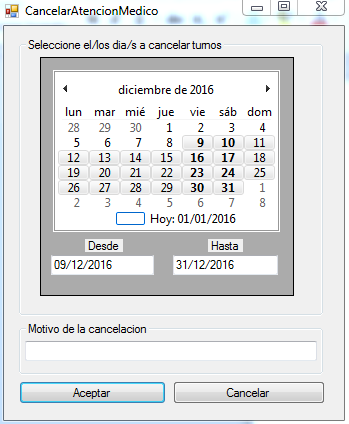 CancelarAtencionMedico
Seleccione el/los dia/s a cancelar turnos
diciembre de 2016
lun mar mié jue vie sáb dom
28 29 30 1 2 3 4
5 6 7 8 9 10 11
12 13 14 15 16 17 18
19 20 21 22 23 24 25
26 27 28 29 30 31 1
2 3 4 5 6 7 8
Hoy: 01/01/2016
Desde Hasta
09/12/2016 31/12/2016
Motivo de la cancelacion
Aceptar Cancelar